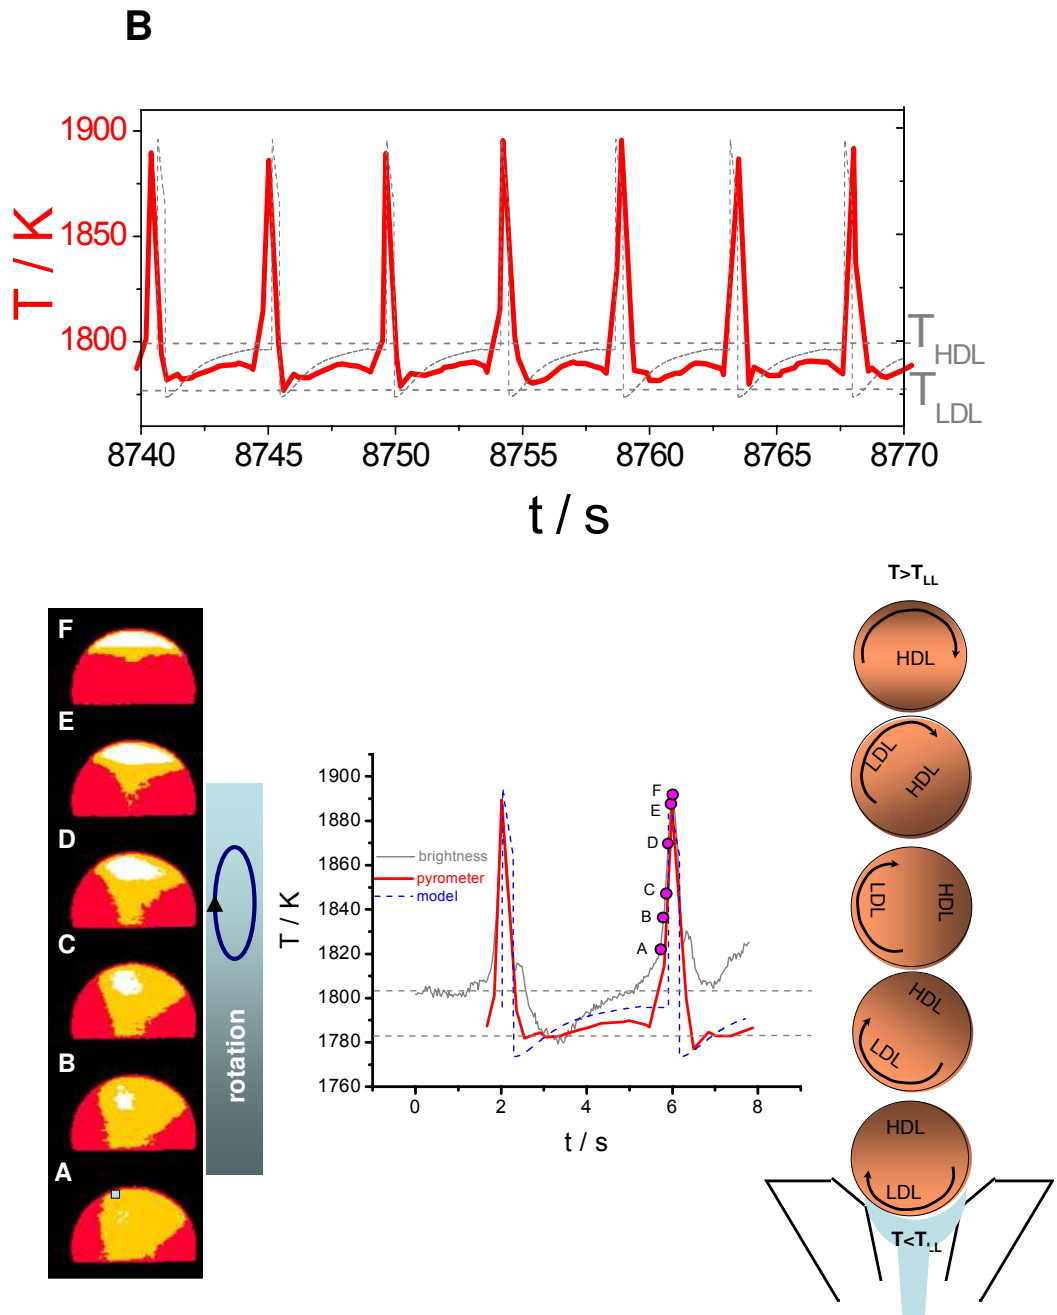 B
1900
1850
1800
T / K
T HDL
T LDL
8740 8745 8750 8755 8760 8765 8770
t / s
T>T LL
F
E
D
C
B
A
rotation
1900
1880
1860
1840
1820
1800
1780
1760
T / K
brightness
pyrometer
model
F
E
D
C
B
A
0 2 4 6 8
t / s
HDL
LDL
HDL
LDL
HDL
HDL
LDL
HDL
LDL
T<T LL